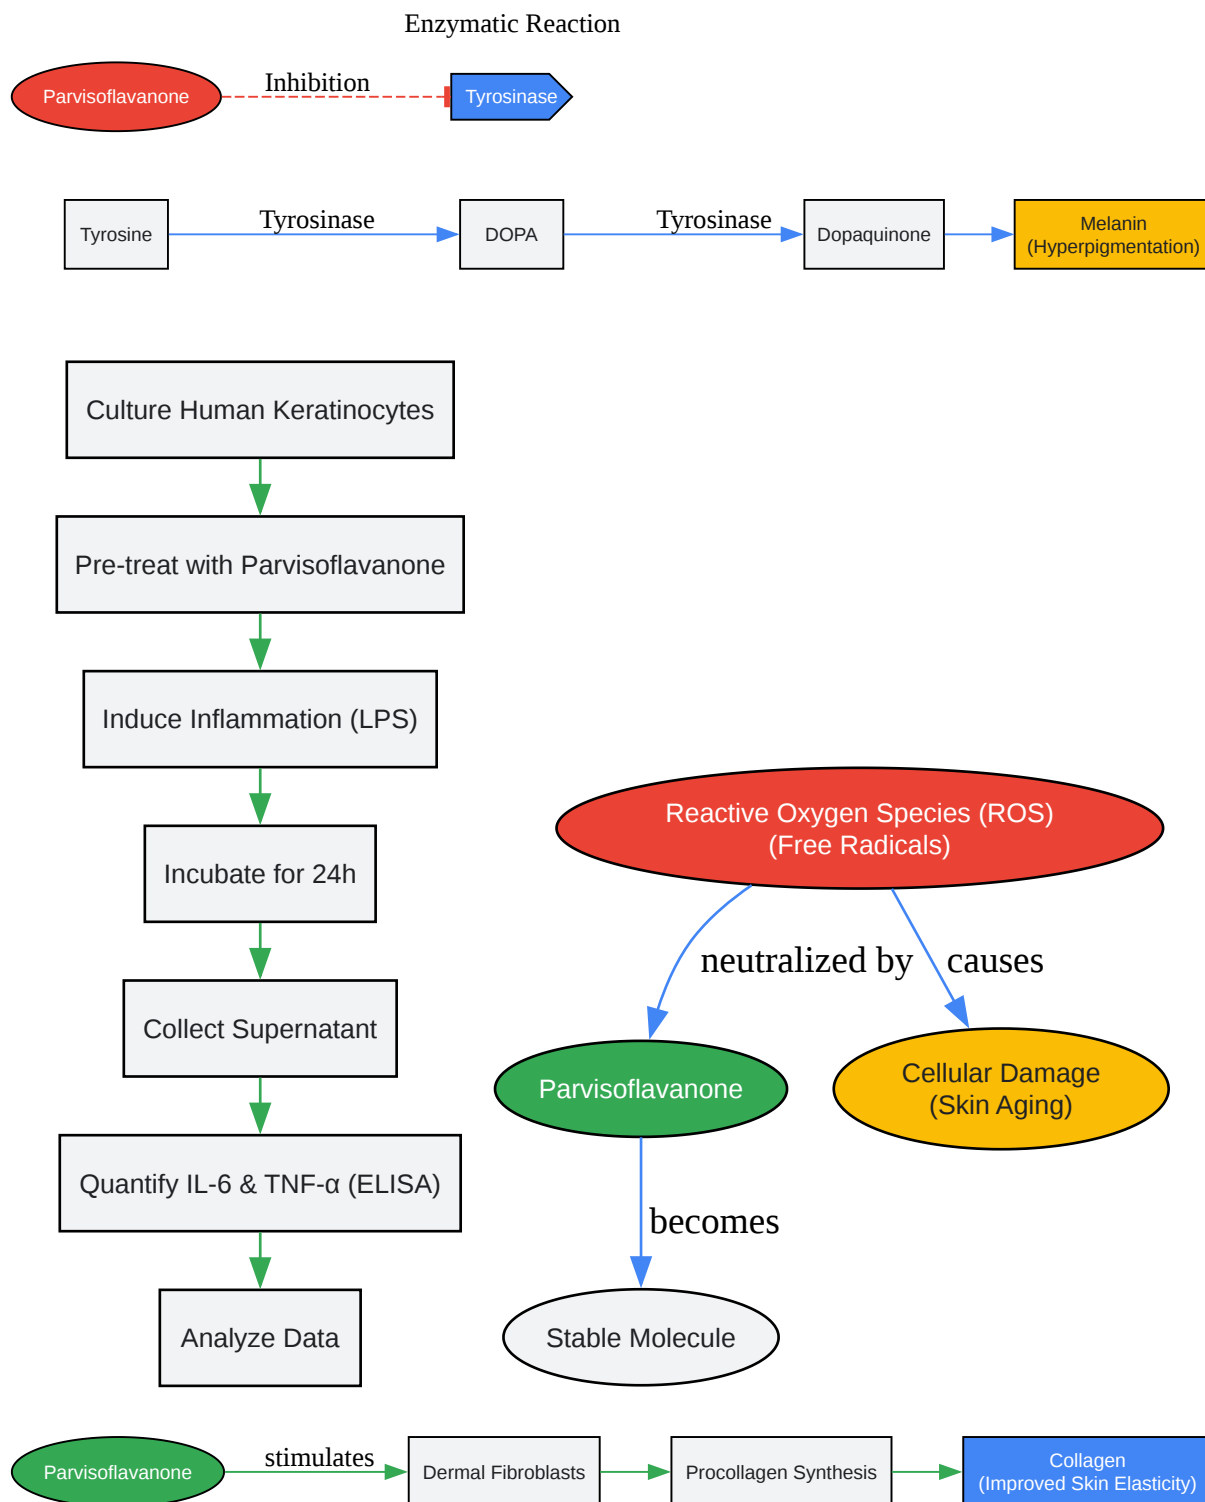 Enzymatic Reaction
Parvisoflavanone
Inhibition
Tyrosinase
Tyrosine
Tyrosinase
DOPA
Tyrosinase
Dopaquinone
Melanin
(Hyperpigmentation)
Culture Human Keratinocytes
Pre-treat with Parvisoflavanone
Induce Inflammation (LPS)
Incubate for 24h
Collect Supernatant
Quantify IL-6 & TNF-α (ELISA)
Analyze Data
Reactive Oxygen Species (ROS)
(Free Radicals)
neutralized by
causes
Parvisoflavanone
Cellular Damage
(Skin Aging)
becomes
Stable Molecule
Parvisoflavanone
stimulates
Dermal Fibroblasts
Procollagen Synthesis
Collagen
(Improved Skin Elasticity)